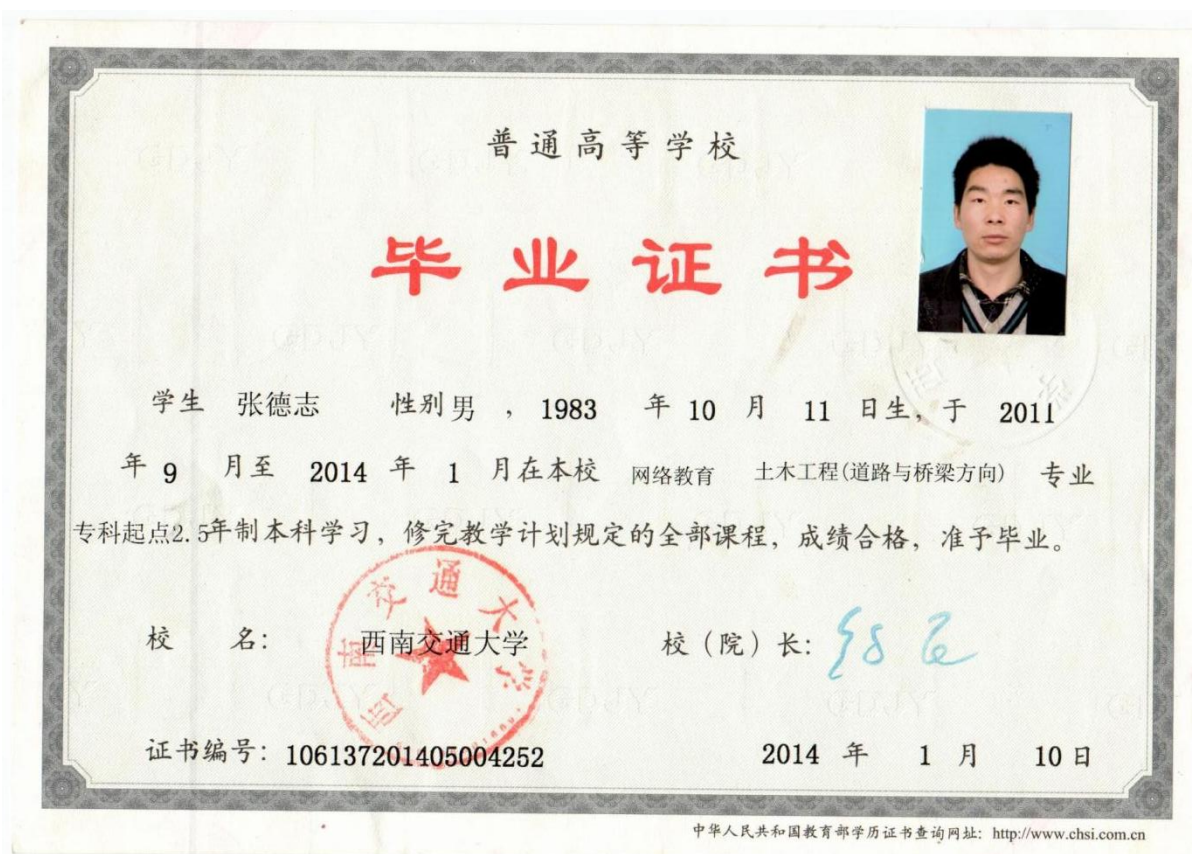 普通高等学校
毕业证书
学生 张德志 性别 男 , 1983 年 10 月 11 日生, 于 2011
年 9 月至 2014 年 1 月在本校 网络教育 土木工程(道路与桥梁方向) 专业
专科起点2.5年制本科学习, 修完教学计划规定的全部课程, 成绩合格, 准予毕业。
西南交通大学
校 名: 西南交通大学 校(院)长:
证书编号: 106137201405004252 2014 年 1 月 10 日
中华人民共和国教育部学历证书查询网址: http://www.chsi.com.cn